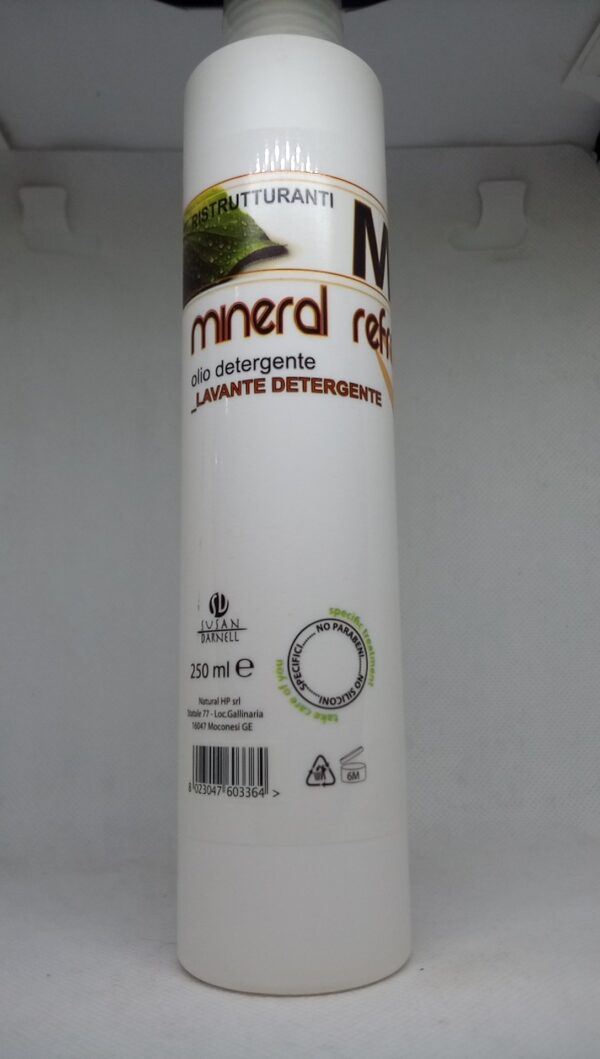 RISTRUTTURANTI
M
mineral refr
olio detergente
_LAVANTE DETERGENTE
SUSAN
DARNELL
specific treatment
take care of you
NO PARABENI......NO SILICONI......SPECIFICI......
250 ml e
Natural HP srl
Statale 77 - Loc.Gallinaria
16047 Moconesi GE
6M
8 023047 603364 >